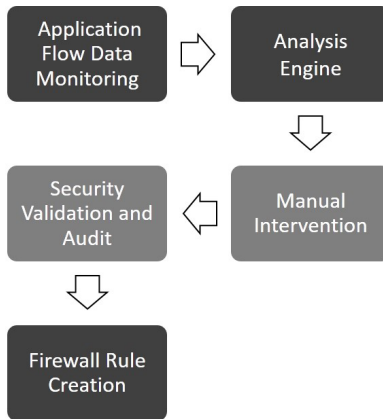 Application
Flow Data
Monitoring
Analysis
Engine
Manual
Intervention
Security
Validation and
Audit
Firewall Rule
Creation